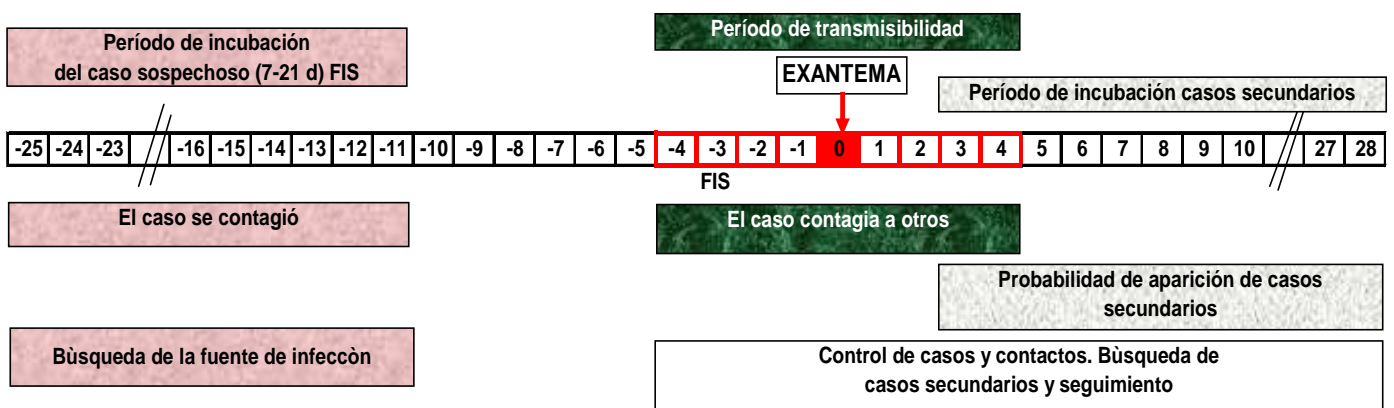 Período de incubación
del caso sospechoso (7-21 d) FIS
Período de transmisibilidad
EXANTEMA
Período de incubación casos secundarios
-25 -24 -23 -16 -15 -14 -13 -12 -11 -10 -9 -8 -7 -6 -5 -4 -3 -2 -1 0 1 2 3 4 5 6 7 8 9 10 27 28
FIS
El caso se contagió
El caso contagia a otros
Probabilidad de aparición de casos
secundarios
Bùsqueda de la fuente de infecciòn
Control de casos y contactos. Bùsqueda de
casos secundarios y seguimiento